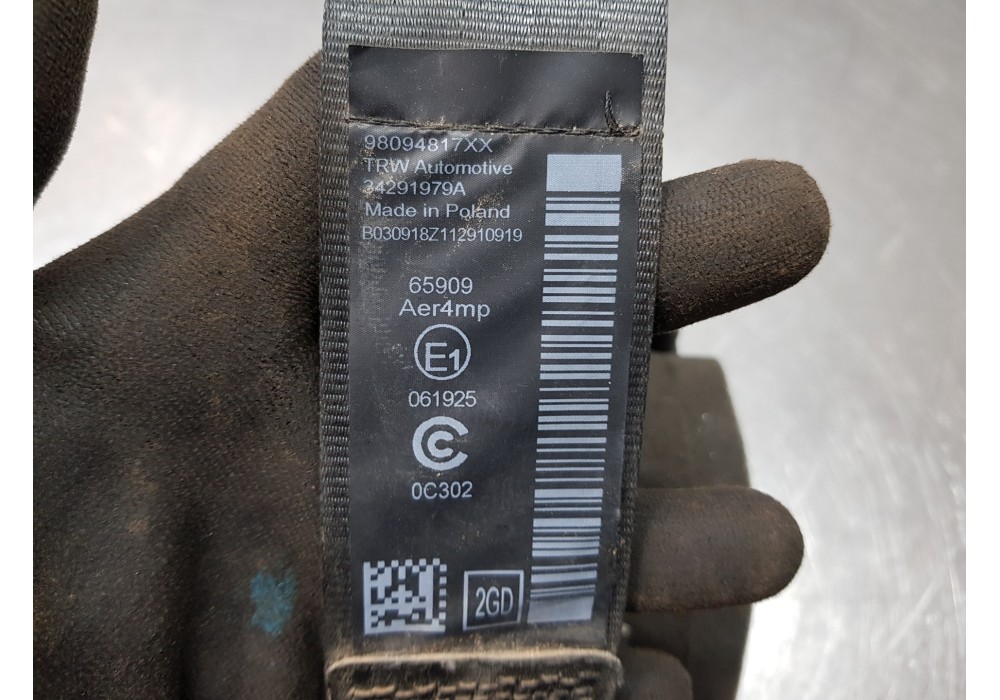 98094817XX
TRW Automotive
34291979A
Made in Poland
B030918Z112910919
65909
Aer4mp
E1
061925
0C302
2GD